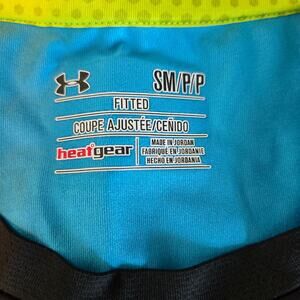 SM/P/P
FITTED
COUPE AJUSTÉE/CEÑIDO
heatgear
MADE IN JORDAN
FABRIQUÉ EN JORDANIE
HECHO EN JORDANIA